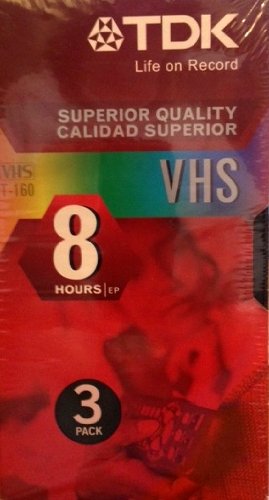 TDK
Life on Record
SUPERIOR QUALITY
CALIDAD SUPERIOR
VHS
T-160
VHS
8
HOURS | EP
3
PACK